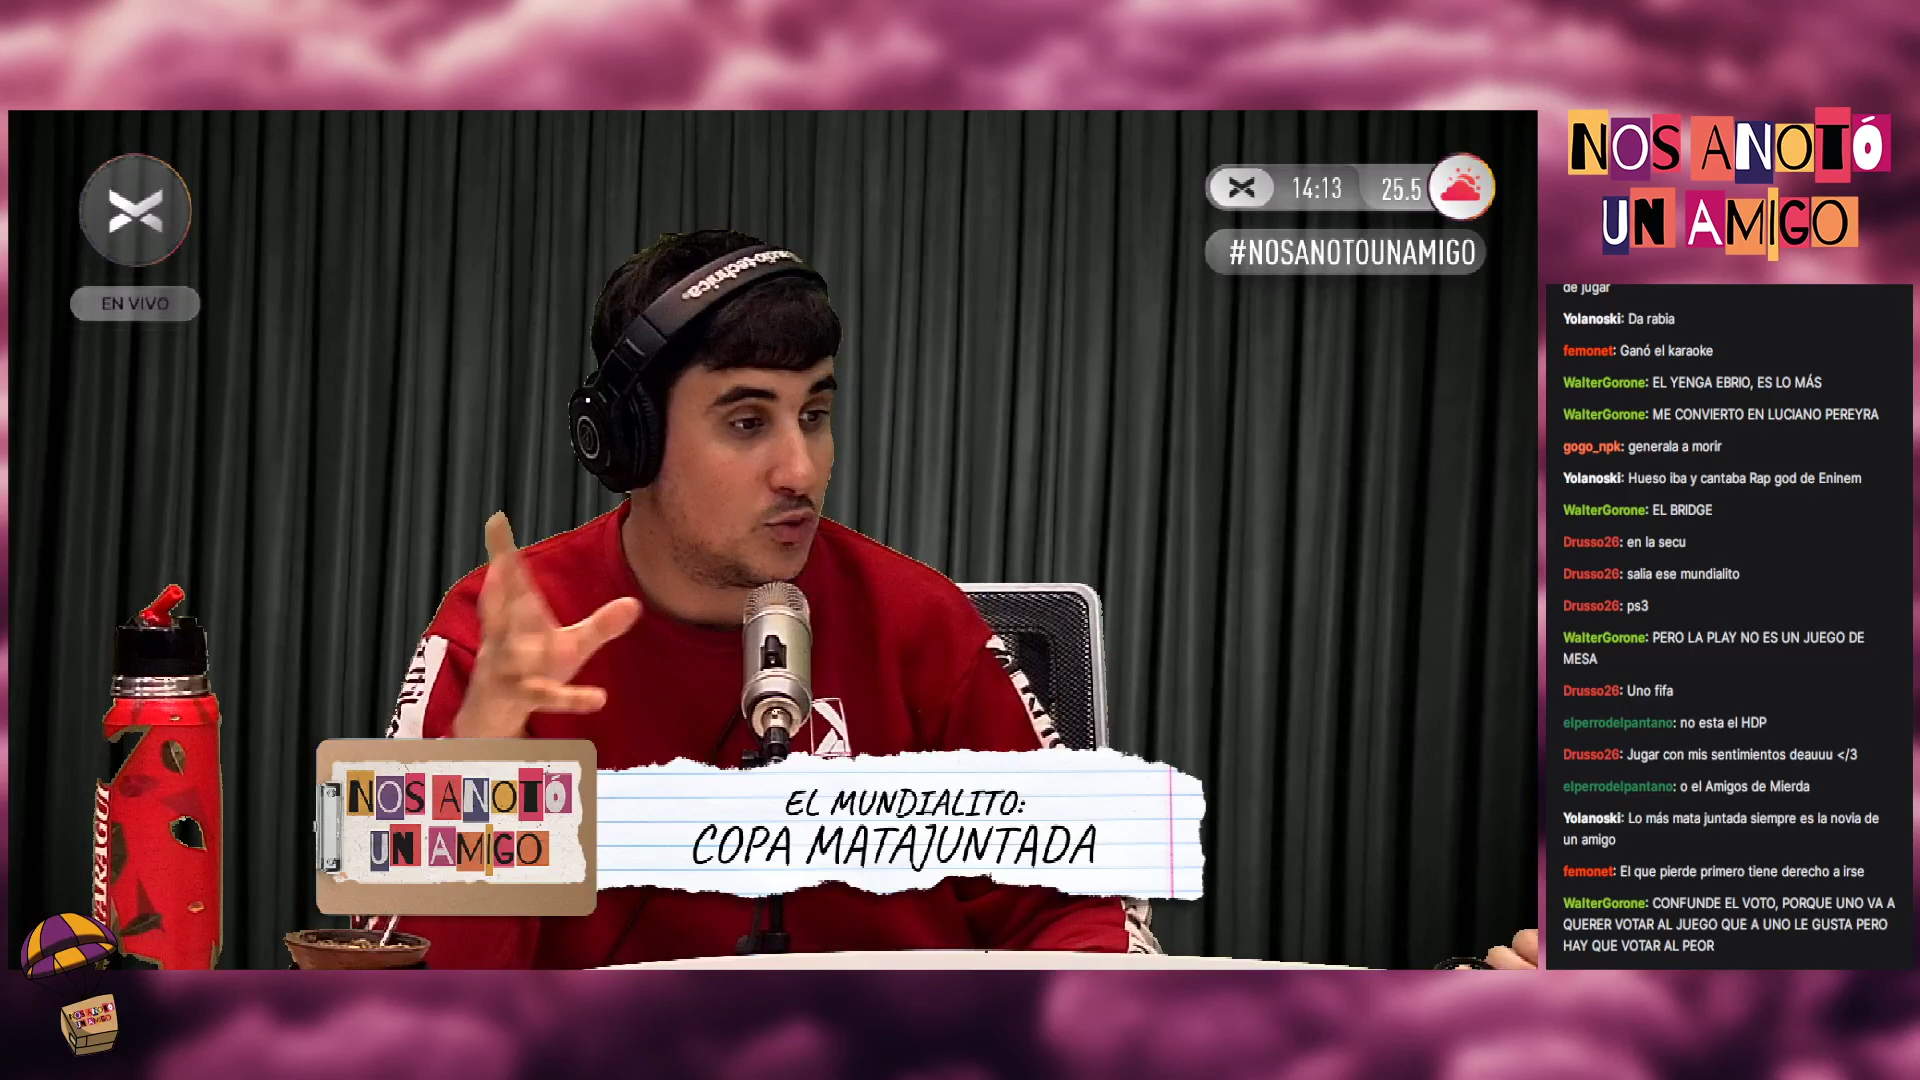 EN VIVO
14:13
25.5
#NOSANOTOUNAMIGO
audio-technica
NOS ANOTÓ
UN AMIGO
EL MUNDIALITO:
COPA MATAJUNTADA
NOS ANOTÓ
UN AMIGO
NOS ANOTÓ
UN AMIGO
de jugar
Yolanoski: Da rabia
femonet: Ganó el karaoke
WalterGorone: EL YENGA EBRIO, ES LO MÁS
WalterGorone: ME CONVIERTO EN LUCIANO PEREYRA
gogo_npk: generala a morir
Yolanoski: Hueso iba y cantaba Rap god de Eninem
WalterGorone: EL BRIDGE
Drusso26: en la secu
Drusso26: salia ese mundialito
Drusso26: ps3
WalterGorone: PERO LA PLAY NO ES UN JUEGO DE
MESA
Drusso26: Uno fifa
elperrodelpantano: no esta el HDP
Drusso26: Jugar con mis sentimientos deauuu </3
elperrodelpantano: o el Amigos de Mierda
Yolanoski: Lo más mata juntada siempre es la novia de
un amigo
femonet: El que pierde primero tiene derecho a irse
WalterGorone: CONFUNDE EL VOTO, PORQUE UNO VA A
QUERER VOTAR AL JUEGO QUE A UNO LE GUSTA PERO
HAY QUE VOTAR AL PEOR